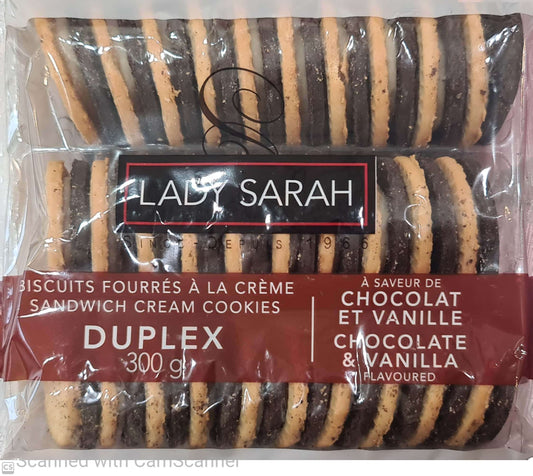 LADY SARAH
SINCE-DEPUIS 1965
BISCUITS FOURRÉS À LA CRÈME
SANDWICH CREAM COOKIES
DUPLEX
300 g
À SAVEUR DE
CHOCOLAT
ET VANILLE
CHOCOLATE
& VANILLA
FLAVOURED
CS
Scanned with CamScanner